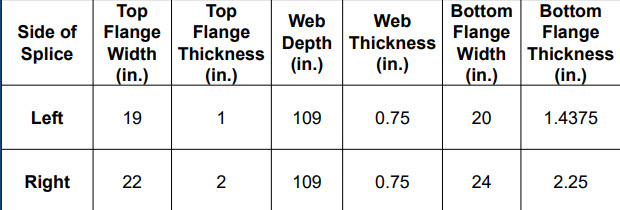 Side of Splice Top Flange Width (in.) Top Flange Thickness (in.) Web Depth (in.) Web Thickness (in.) Bottom Flange Width (in.) Bottom Flange Thickness (in.)
Left 19 1 109 0.75 20 1.4375
Right 22 2 109 0.75 24 2.25